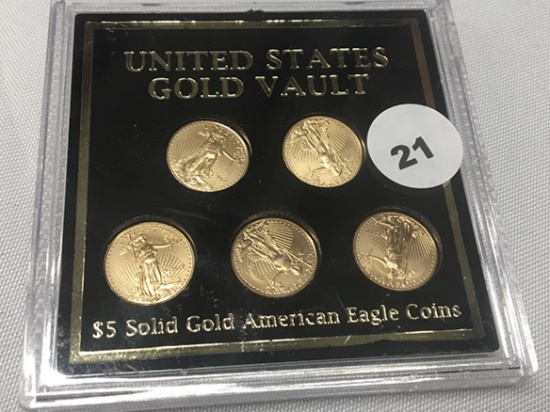 UNITED STATES
GOLD VAULT
21
$5 Solid Gold American Eagle Coins